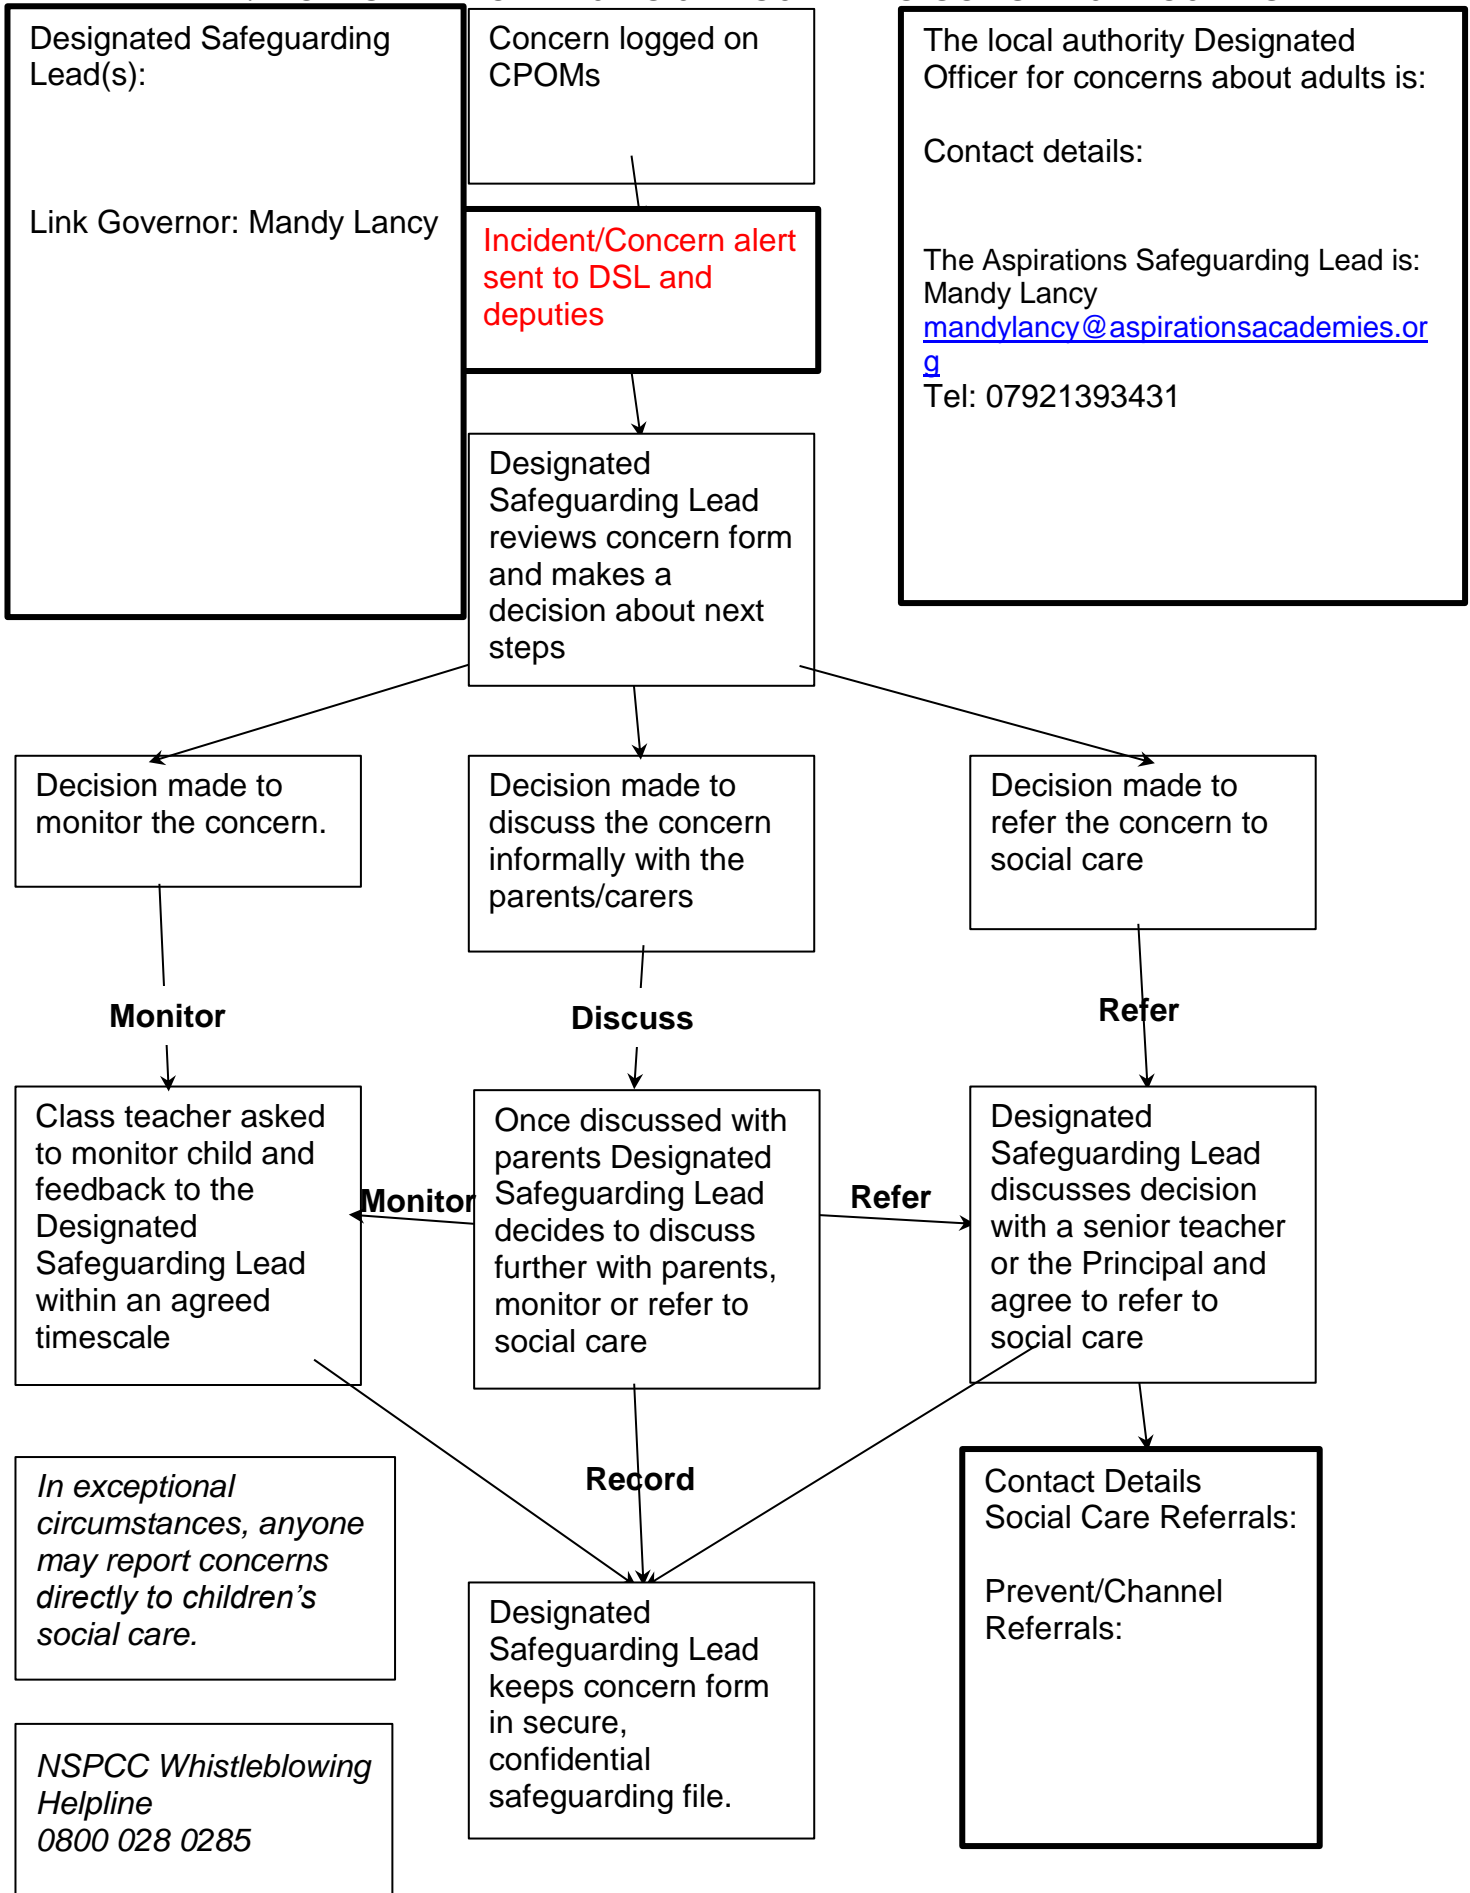 Designated Safeguarding
Lead(s):
Link Governor: Mandy Lancy
Concern logged on
CPOMs
The local authority Designated
Officer for concerns about adults is:
Contact details:
The Aspirations Safeguarding Lead is:
Mandy Lancy
mandylancy@aspirationsacademies.or
g
Tel: 07921393431
Incident/Concern alert
sent to DSL and
deputies
Designated
Safeguarding Lead
reviews concern form
and makes a
decision about next
steps
Decision made to
monitor the concern.
Decision made to
discuss the concern
informally with the
parents/carers
Decision made to
refer the concern to
social care
Monitor
Discuss
Refer
Class teacher asked
to monitor child and
feedback to the
Designated
Safeguarding Lead
within an agreed
timescale
Monitor
Once discussed with
parents Designated
Safeguarding Lead
decides to discuss
further with parents,
monitor or refer to
social care
Refer
Designated
Safeguarding Lead
discusses decision
with a senior teacher
or the Principal and
agree to refer to
social care
In exceptional
circumstances, anyone
may report concerns
directly to children’s
social care.
Record
Contact Details
Social Care Referrals:
Prevent/Channel
Referrals:
Designated
Safeguarding Lead
keeps concern form
in secure,
confidential
safeguarding file.
NSPCC Whistleblowing
Helpline
0800 028 0285